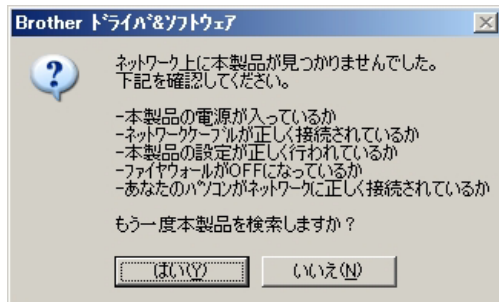 Brother ﾄﾞﾗｲﾊﾞ&ｿﾌﾄｳｪｱ
ネットワーク上に本製品が見つかりませんでした。
下記を確認してください。
-本製品の電源が入っているか
-ネットワークケーブルが正しく接続されているか
-本製品の設定が正しく行われているか
-ファイヤウォールがOFFになっているか
-あなたのパソコンがネットワークに正しく接続されているか
もう一度本製品を検索しますか？
はい(Y)
いいえ(N)